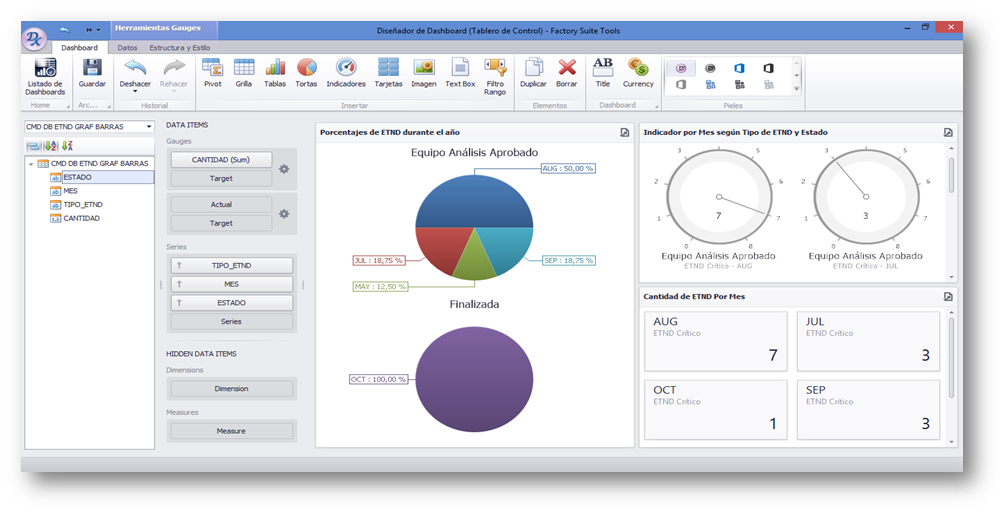 Herramientas Gauges
Diseñador de Dashboard (Tablero de Control) - Factory Suite Tools
Dashboard Datos Estructura y Estilo
Listado de Dashboards
Guardar
Deshacer
Rehacer
Pivot
Grilla
Tablas
Tortas
Indicadores
Tarjetas
Imagen
Text Box
Filtro Rango
Duplicar
Borrar
AB
Title
Currency
Home
Arc...
Historial
Insertar
Elementos
Dashboard
Pieles
CMD DB ETND GRAF BARRAS
CMD DB ETND GRAF BARRAS
ESTADO
MES
TIPO_ETND
CANTIDAD
DATA ITEMS
Gauges
CANTIDAD (Sum)
Target
Actual
Target
Series
TIPO_ETND
MES
ESTADO
Series
HIDDEN DATA ITEMS
Dimensions
Dimension
Measures
Measure
Porcentajes de ETND durante el año
Equipo Análisis Aprobado
AUG : 50,00 %
JUL : 18,75 %
SEP : 18,75 %
MAY : 12,50 %
Finalizada
OCT : 100,00 %
Indicador por Mes según Tipo de ETND y Estado
0 1 2 3 5 6 7 8
7
Equipo Análisis Aprobado
ETND Crítico - AUG
0 1 2 3 5 6 7 8
3
Equipo Análisis Aprobado
ETND Crítico - JUL
Cantidad de ETND Por Mes
AUG
ETND Crítico
7
JUL
ETND Crítico
3
OCT
ETND Crítico
1
SEP
ETND Crítico
3